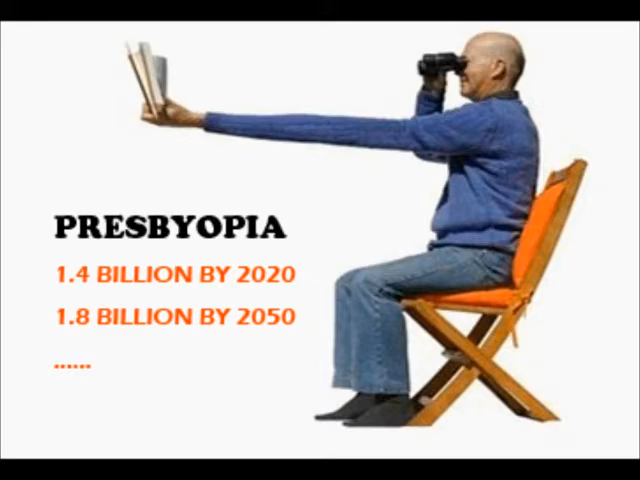 PRESBYOPIA
1.4 BILLION BY 2020
1.8 BILLION BY 2050
......